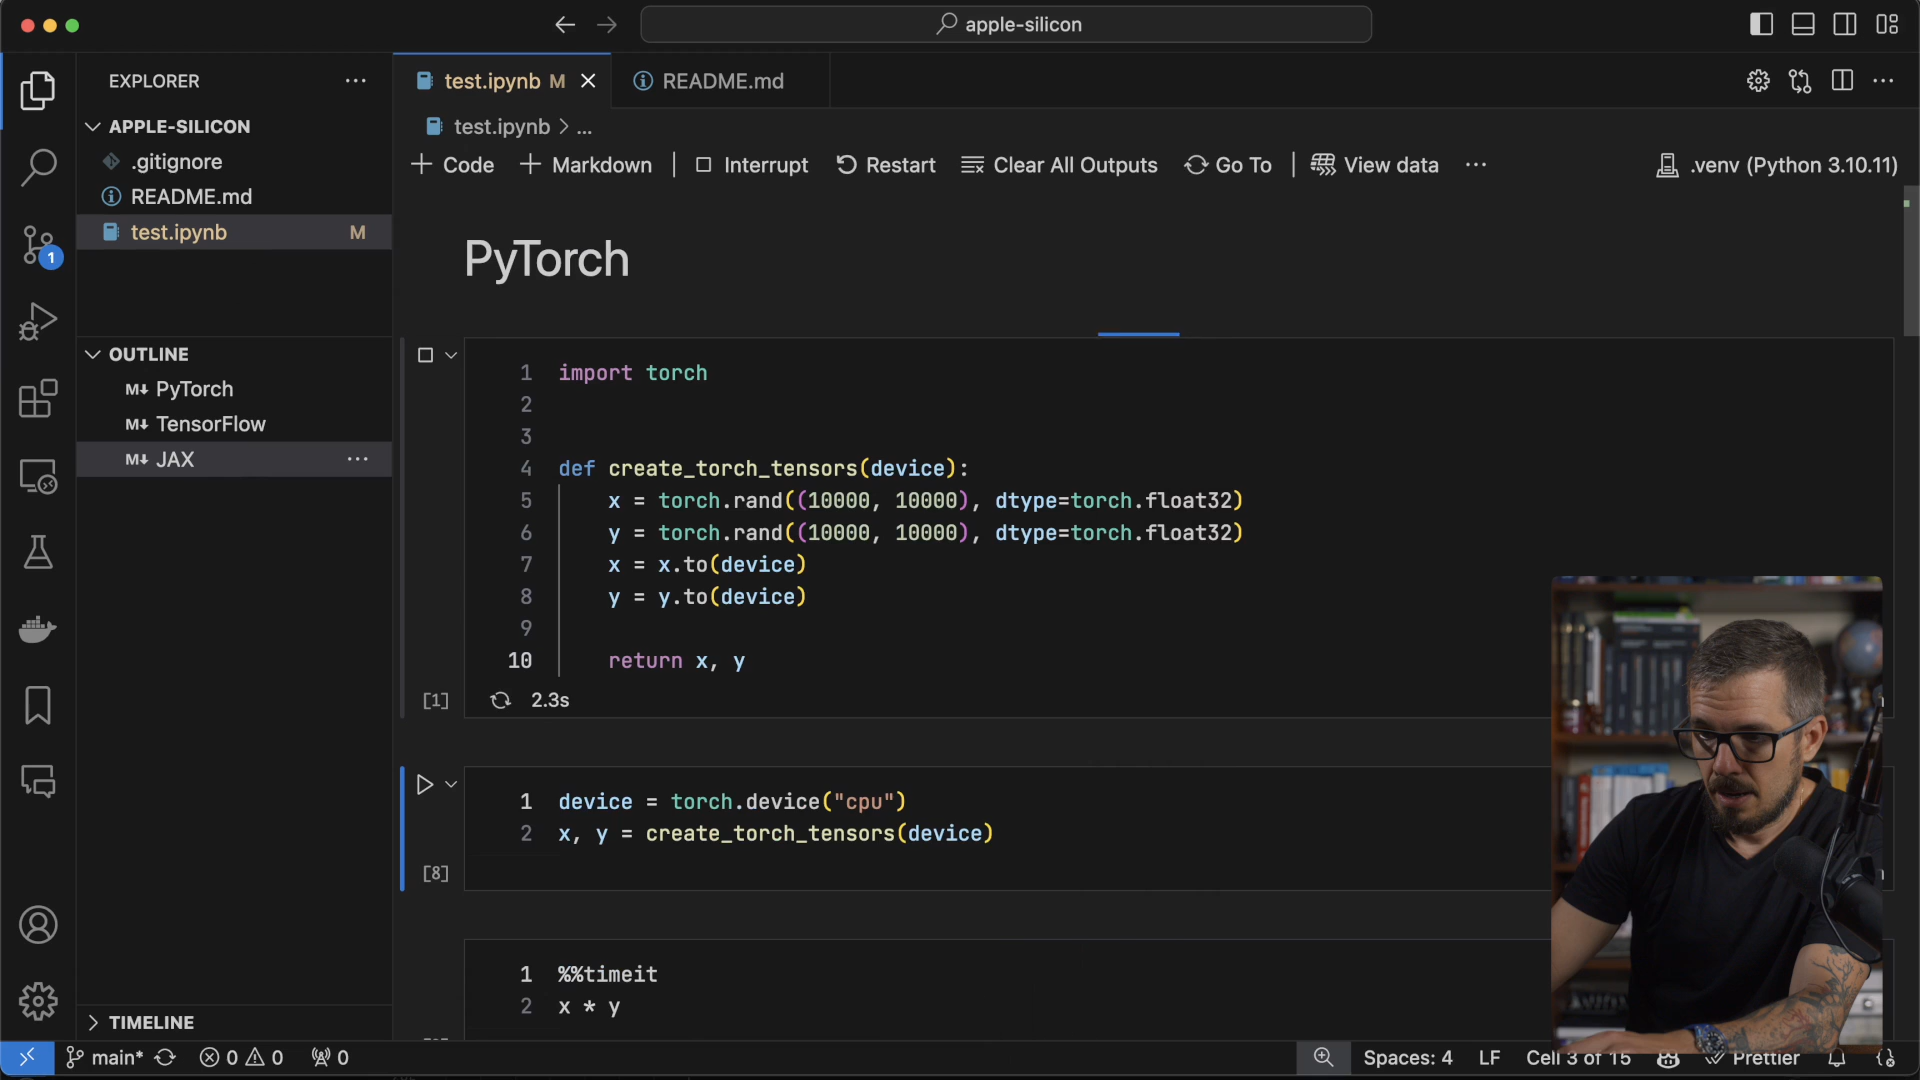 apple-silicon
EXPLORER
APPLE-SILICON
.gitignore
README.md
test.ipynb M
OUTLINE
M↓ PyTorch
M↓ TensorFlow
M↓ JAX
TIMELINE
test.ipynb M
README.md
test.ipynb > ...
+ Code + Markdown | Interrupt Restart Clear All Outputs Go To | View data ...
.venv (Python 3.10.11)
PyTorch
1 import torch
2
3
4 def create_torch_tensors(device):
5 x = torch.rand((10000, 10000), dtype=torch.float32)
6 y = torch.rand((10000, 10000), dtype=torch.float32)
7 x = x.to(device)
8 y = y.to(device)
9
10 return x, y
[1] 2.3s
1 device = torch.device("cpu")
2 x, y = create_torch_tensors(device)
[8]
1 %%timeit
2 x * y
1
main* 0 0 0
Spaces: 4 LF Cell 3 of 15 Prettier